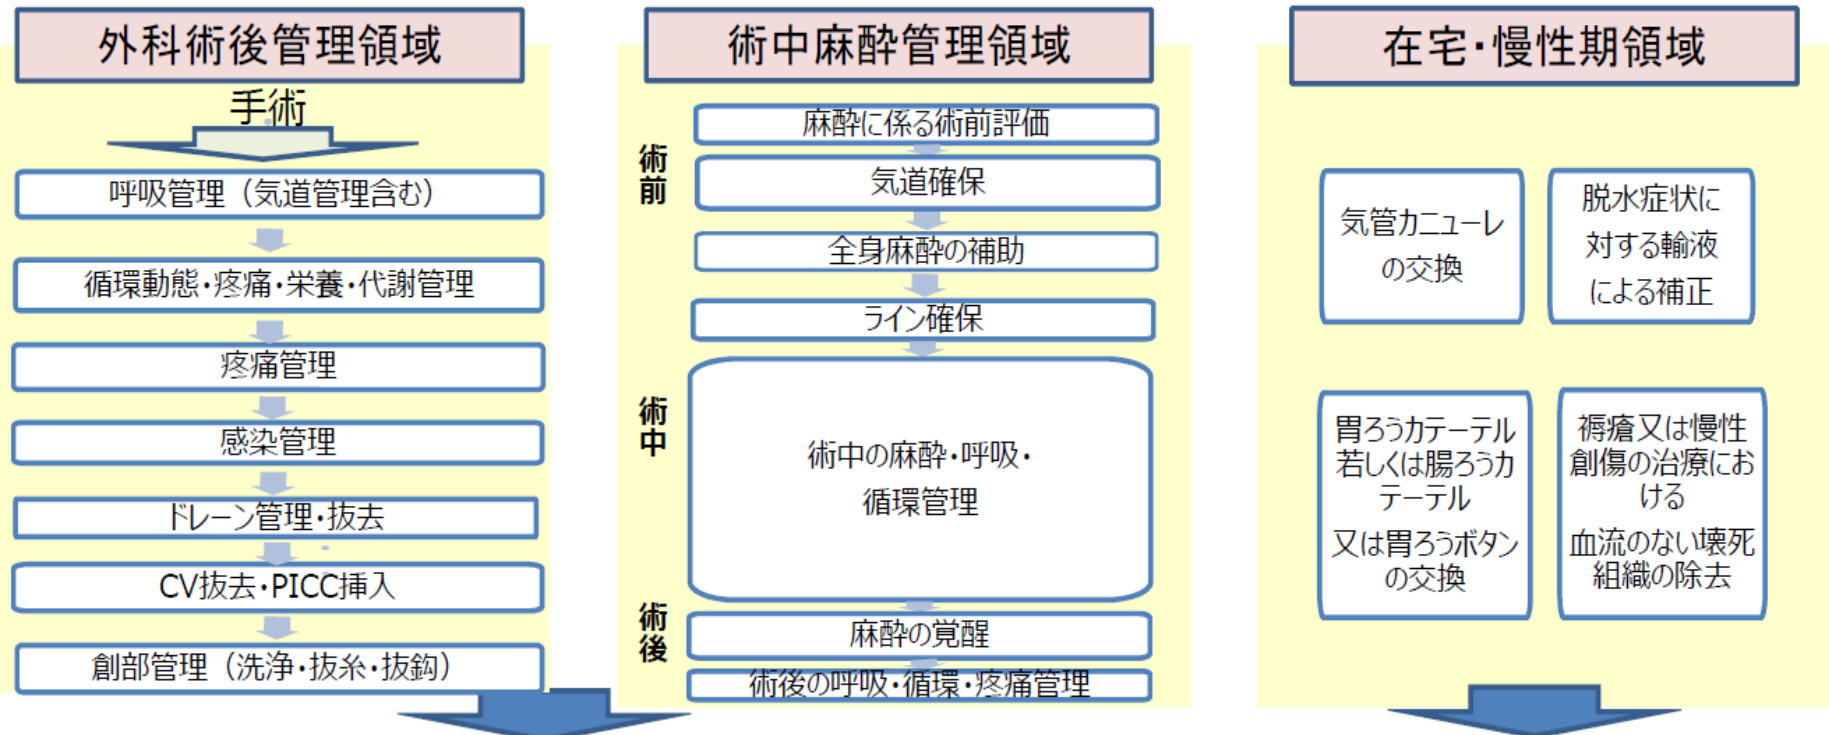 外科術後管理領域
手術
呼吸管理（気道管理含む）
循環動態・疼痛・栄養・代謝管理
疼痛管理
感染管理
ドレーン管理・抜去
CV抜去・PICC挿入
創部管理（洗浄・抜糸・抜鈎）
術中麻酔管理領域
術前
麻酔に係る術前評価
気道確保
全身麻酔の補助
ライン確保
術中
術中の麻酔・呼吸・
循環管理
術後
麻酔の覚醒
術後の呼吸・循環・疼痛管理
在宅・慢性期領域
気管カニューレ
の交換
脱水症状に
対する輸液
による補正
胃ろうカテーテル
若しくは腸ろうカ
テーテル
又は胃ろうボタン
の交換
褥瘡又は慢性
創傷の治療にお
ける
血流のない壊死
組織の除去